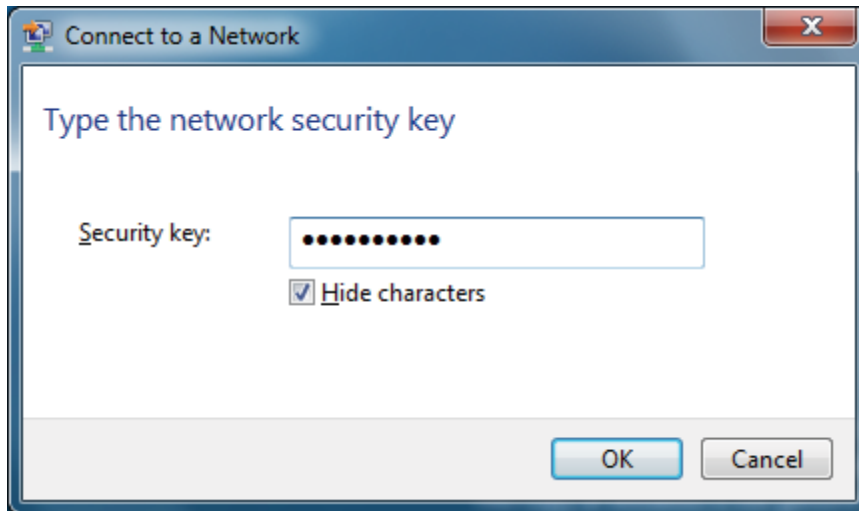 Connect to a Network
Type the network security key
Security key: ••••••••••
Hide characters
OK Cancel